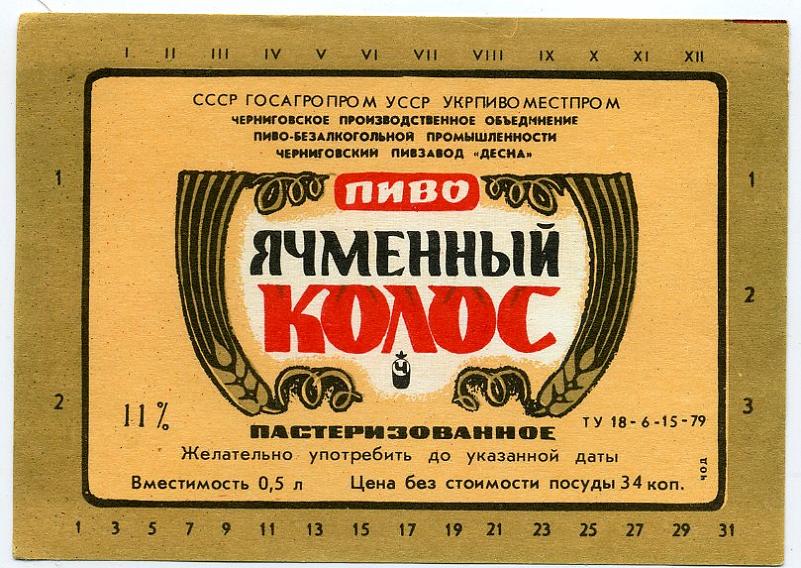 I II III IV V VI VII VIII IX X XI XII
СССР ГОСАГРОПРОМ УССР УКРПИВОМЕСТПРОМ
ЧЕРНИГОВСКОЕ ПРОИЗВОДСТВЕННОЕ ОБЪЕДИНЕНИЕ
ПИВО-БЕЗАЛКОГОЛЬНОЙ ПРОМЫШЛЕННОСТИ
ЧЕРНИГОВСКИЙ ПИВЗАВОД «ДЕСНА»
1
1
ПИВО
ЯЧМЕННЫЙ
КОЛОС
Ч
2
2
3
11%
ТУ 18-6-15-79
ПАСТЕРИЗОВАННОЕ
Желательно употребить до указанной даты
Вместимость 0,5 л Цена без стоимости посуды 34 коп.
ЧОД
1 3 5 7 9 11 13 15 17 19 21 23 25 27 29 31